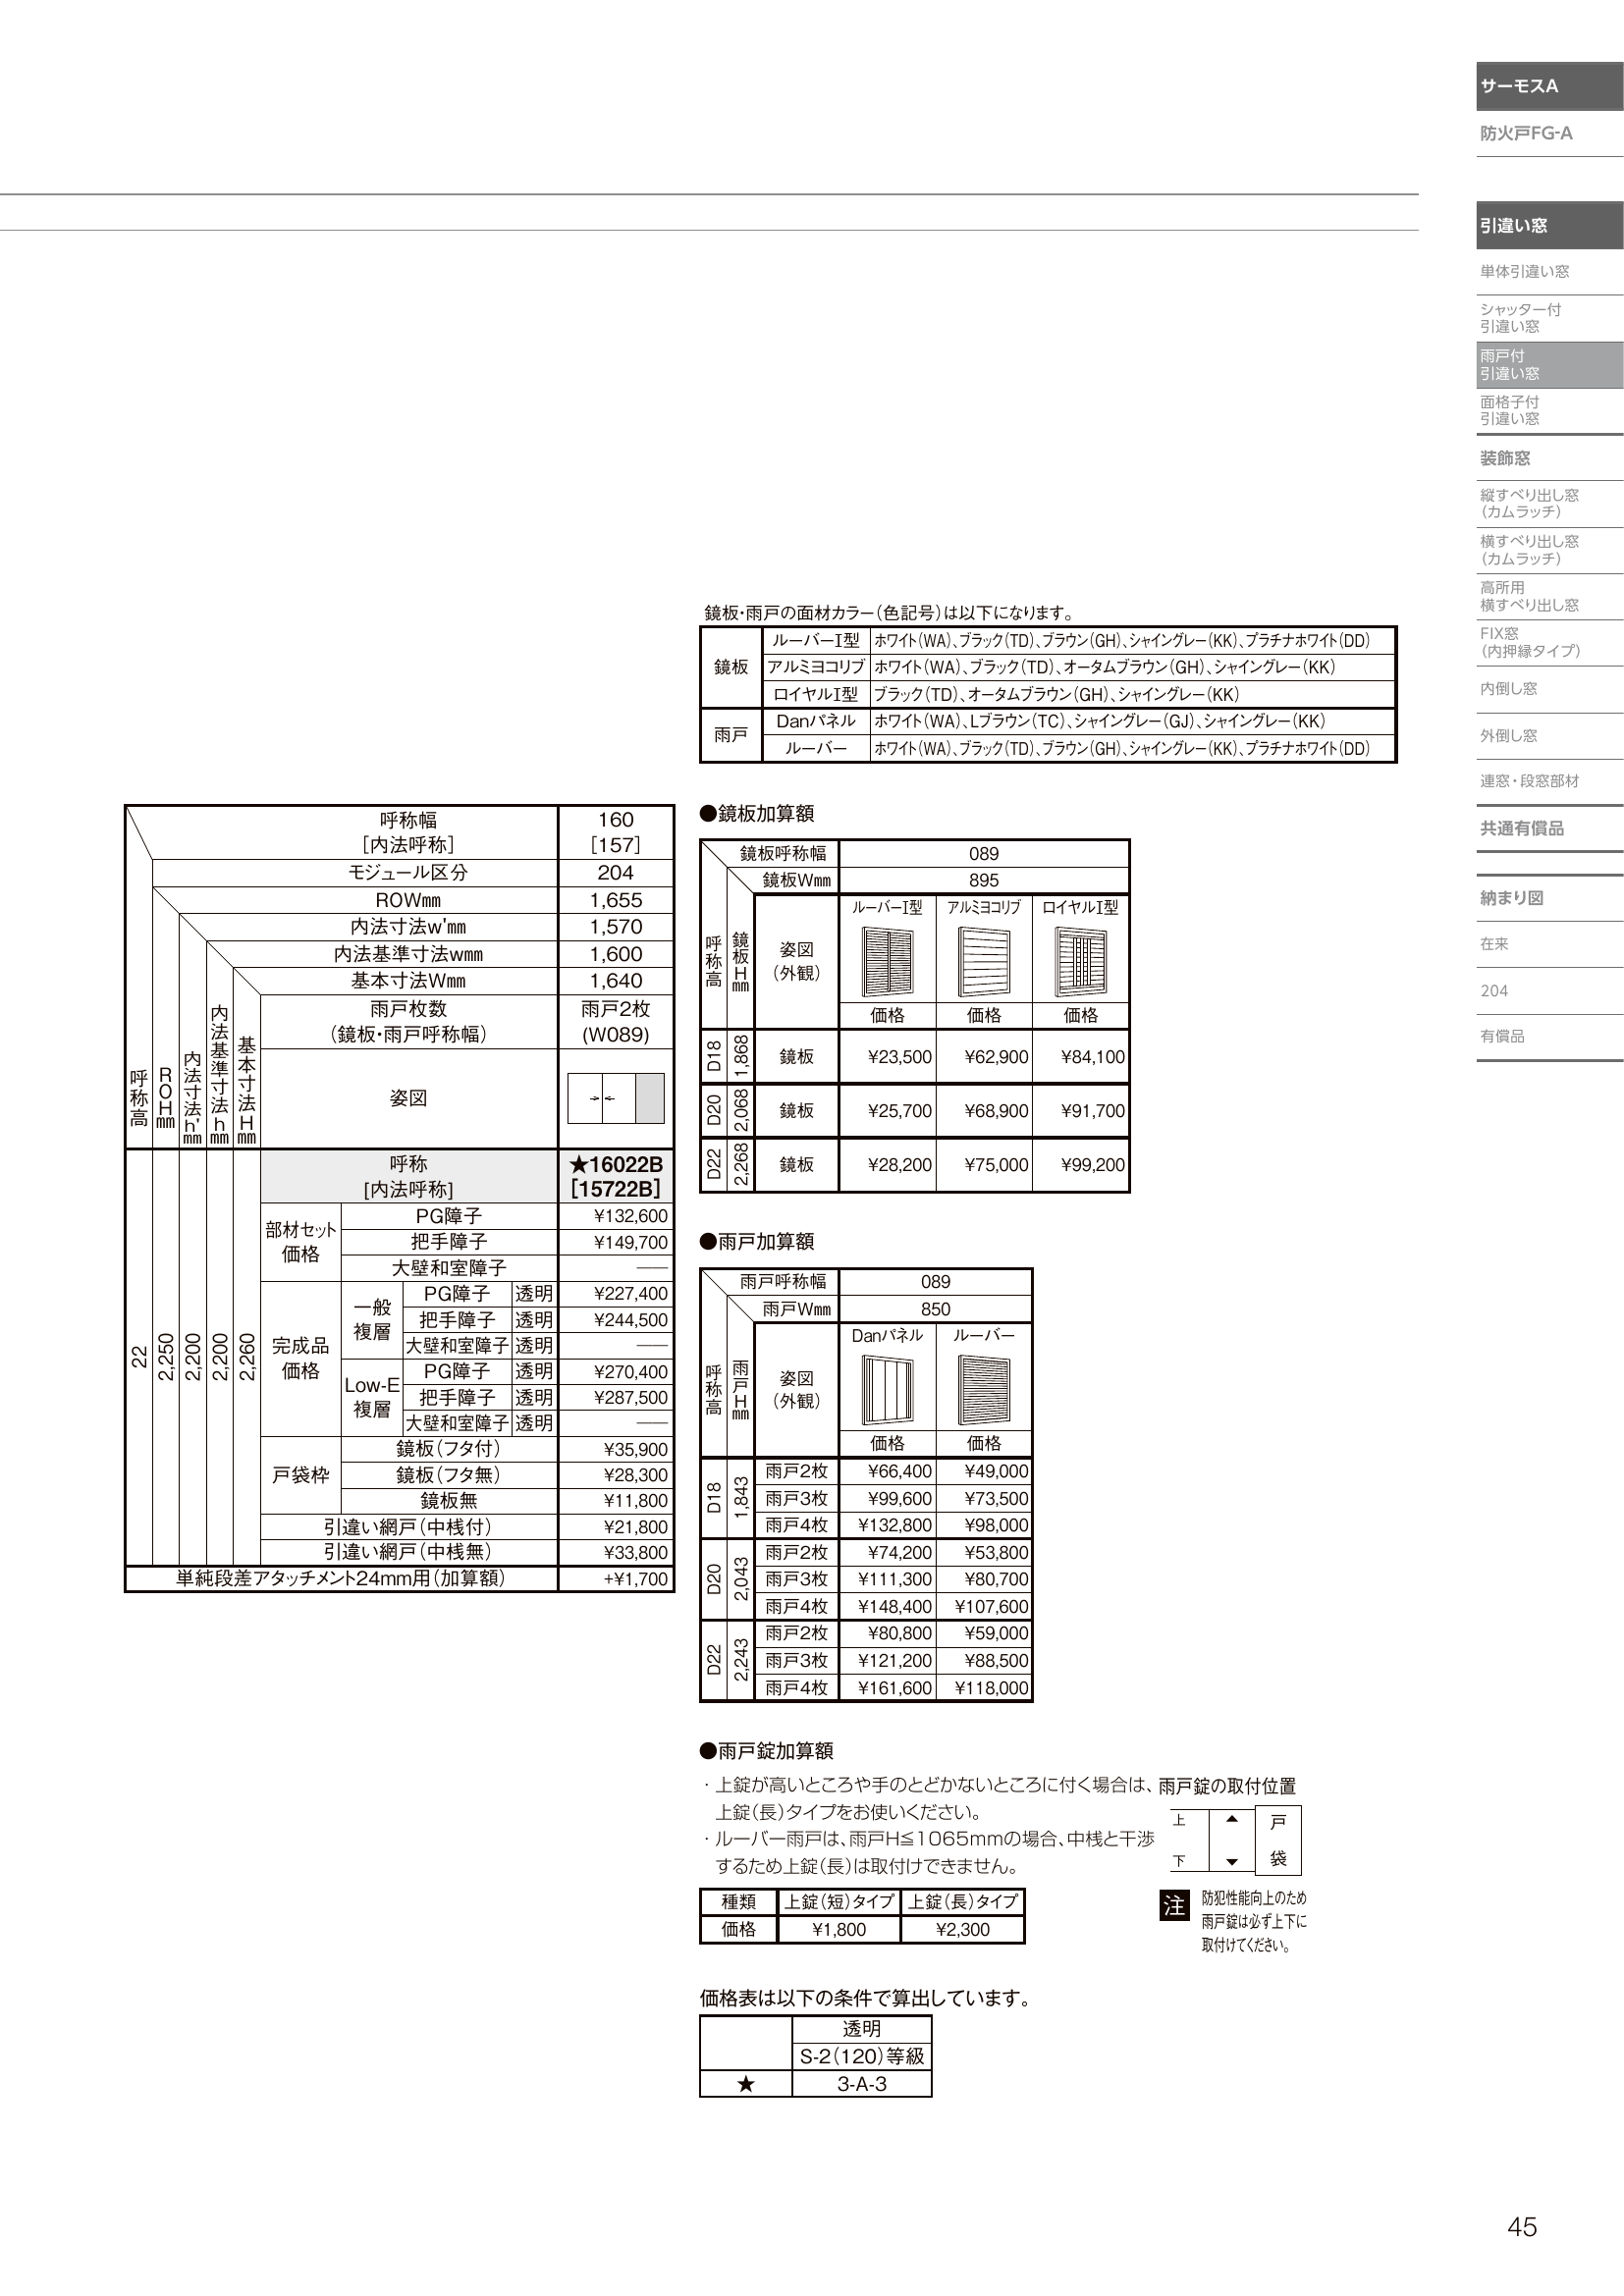 サーモスA
防火戸FG-A
引違い窓
単体引違い窓
シャッター付
引違い窓
雨戸付
引違い窓
面格子付
引違い窓
装飾窓
縦すべり出し窓
（カムラッチ）
横すべり出し窓
（カムラッチ）
高所用
横すべり出し窓
FIX窓
（内押縁タイプ）
内倒し窓
外倒し窓
連窓・段窓部材
共通有償品
納まり図
在来
204
有償品
鏡板・雨戸の面材カラー（色記号）は以下になります。
鏡板 ルーバーI型 ホワイト（WA）、ブラック（TD）、ブラウン（GH）、シャイングレー（KK）、プラチナホワイト（DD）
アルミヨコリブ ホワイト（WA）、ブラック（TD）、オータムブラウン（GH）、シャイングレー（KK）
ロイヤルI型 ブラック（TD）、オータムブラウン（GH）、シャイングレー（KK）
雨戸 Danパネル ホワイト（WA）、Lブラウン（TC）、シャイングレー（GJ）、シャイングレー（KK）
ルーバー ホワイト（WA）、ブラック（TD）、ブラウン（GH）、シャイングレー（KK）、プラチナホワイト（DD）
呼称幅 160
［内法呼称］ ［157］
モジュール区分 204
ROW㎜ 1,655
内法寸法w'㎜ 1,570
内法基準寸法w㎜ 1,600
基本寸法W㎜ 1,640
雨戸枚数 雨戸2枚
（鏡板・雨戸呼称幅） (W089)
姿図
呼称高 ROH㎜ 内法寸法h'㎜ 内法基準寸法h㎜ 基本寸法H㎜
呼称 ★16022B
[内法呼称] [15722B]
22 2,250 2,200 2,200 2,260
部材セット価格 PG障子 ¥132,600
把手障子 ¥149,700
大壁和室障子 ——
完成品価格 一般複層 PG障子 透明 ¥227,400
把手障子 透明 ¥244,500
大壁和室障子 透明 ——
Low-E複層 PG障子 透明 ¥270,400
把手障子 透明 ¥287,500
大壁和室障子 透明 ——
戸袋枠 鏡板（フタ付） ¥35,900
鏡板（フタ無） ¥28,300
鏡板無 ¥11,800
引違い網戸（中桟付） ¥21,800
引違い網戸（中桟無） ¥33,800
単純段差アタッチメント24mm用（加算額） +¥1,700
●鏡板加算額
鏡板呼称幅 089
鏡板W㎜ 895
呼称高 鏡板H㎜ 姿図（外観） ルーバーI型 アルミヨコリブ ロイヤルI型
価格 価格 価格
D18 1,868 鏡板 ¥23,500 ¥62,900 ¥84,100
D20 2,068 鏡板 ¥25,700 ¥68,900 ¥91,700
D22 2,268 鏡板 ¥28,200 ¥75,000 ¥99,200
●雨戸加算額
雨戸呼称幅 089
雨戸W㎜ 850
呼称高 雨戸H㎜ 姿図（外観） Danパネル ルーバー
価格 価格
D18 1,843 雨戸2枚 ¥66,400 ¥49,000
雨戸3枚 ¥99,600 ¥73,500
雨戸4枚 ¥132,800 ¥98,000
D20 2,043 雨戸2枚 ¥74,200 ¥53,800
雨戸3枚 ¥111,300 ¥80,700
雨戸4枚 ¥148,400 ¥107,600
D22 2,243 雨戸2枚 ¥80,800 ¥59,000
雨戸3枚 ¥121,200 ¥88,500
雨戸4枚 ¥161,600 ¥118,000
●雨戸錠加算額
・上錠が高いところや手のとどかないところに付く場合は、
上錠（長）タイプをお使いください。
・ルーバー雨戸は、雨戸H≦1065mmの場合、中桟と干渉
するため上錠（長）は取付けできません。
雨戸錠の取付位置
上 ▲ 戸
下 ▼ 袋
注 防犯性能向上のため
雨戸錠は必ず上下に
取付けてください。
種類 上錠（短）タイプ 上錠（長）タイプ
価格 ¥1,800 ¥2,300
価格表は以下の条件で算出しています。
透明
S-2（120）等級
★ 3-A-3
45